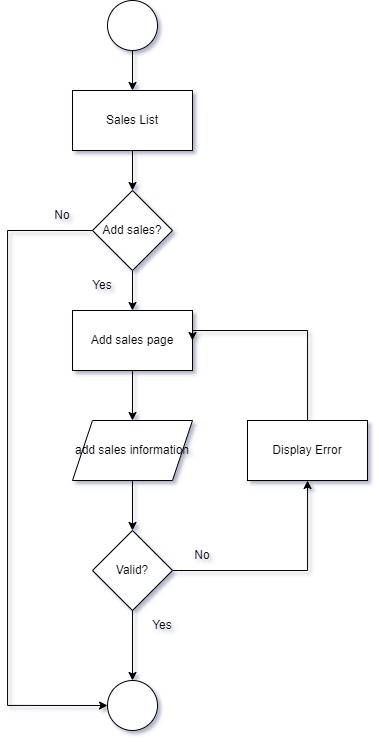 Sales List
No
Add sales?
Yes
Add sales page
add sales information
Display Error
No
Valid?
Yes